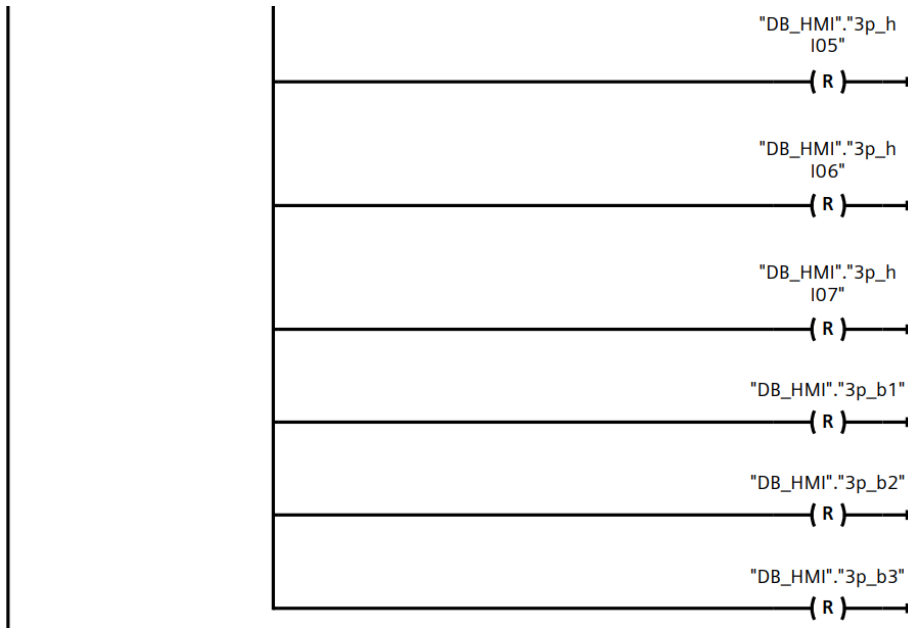 "DB_HMI"."3p_h
l05"
( R )
"DB_HMI"."3p_h
l06"
( R )
"DB_HMI"."3p_h
l07"
( R )
"DB_HMI"."3p_b1"
( R )
"DB_HMI"."3p_b2"
( R )
"DB_HMI"."3p_b3"
( R )